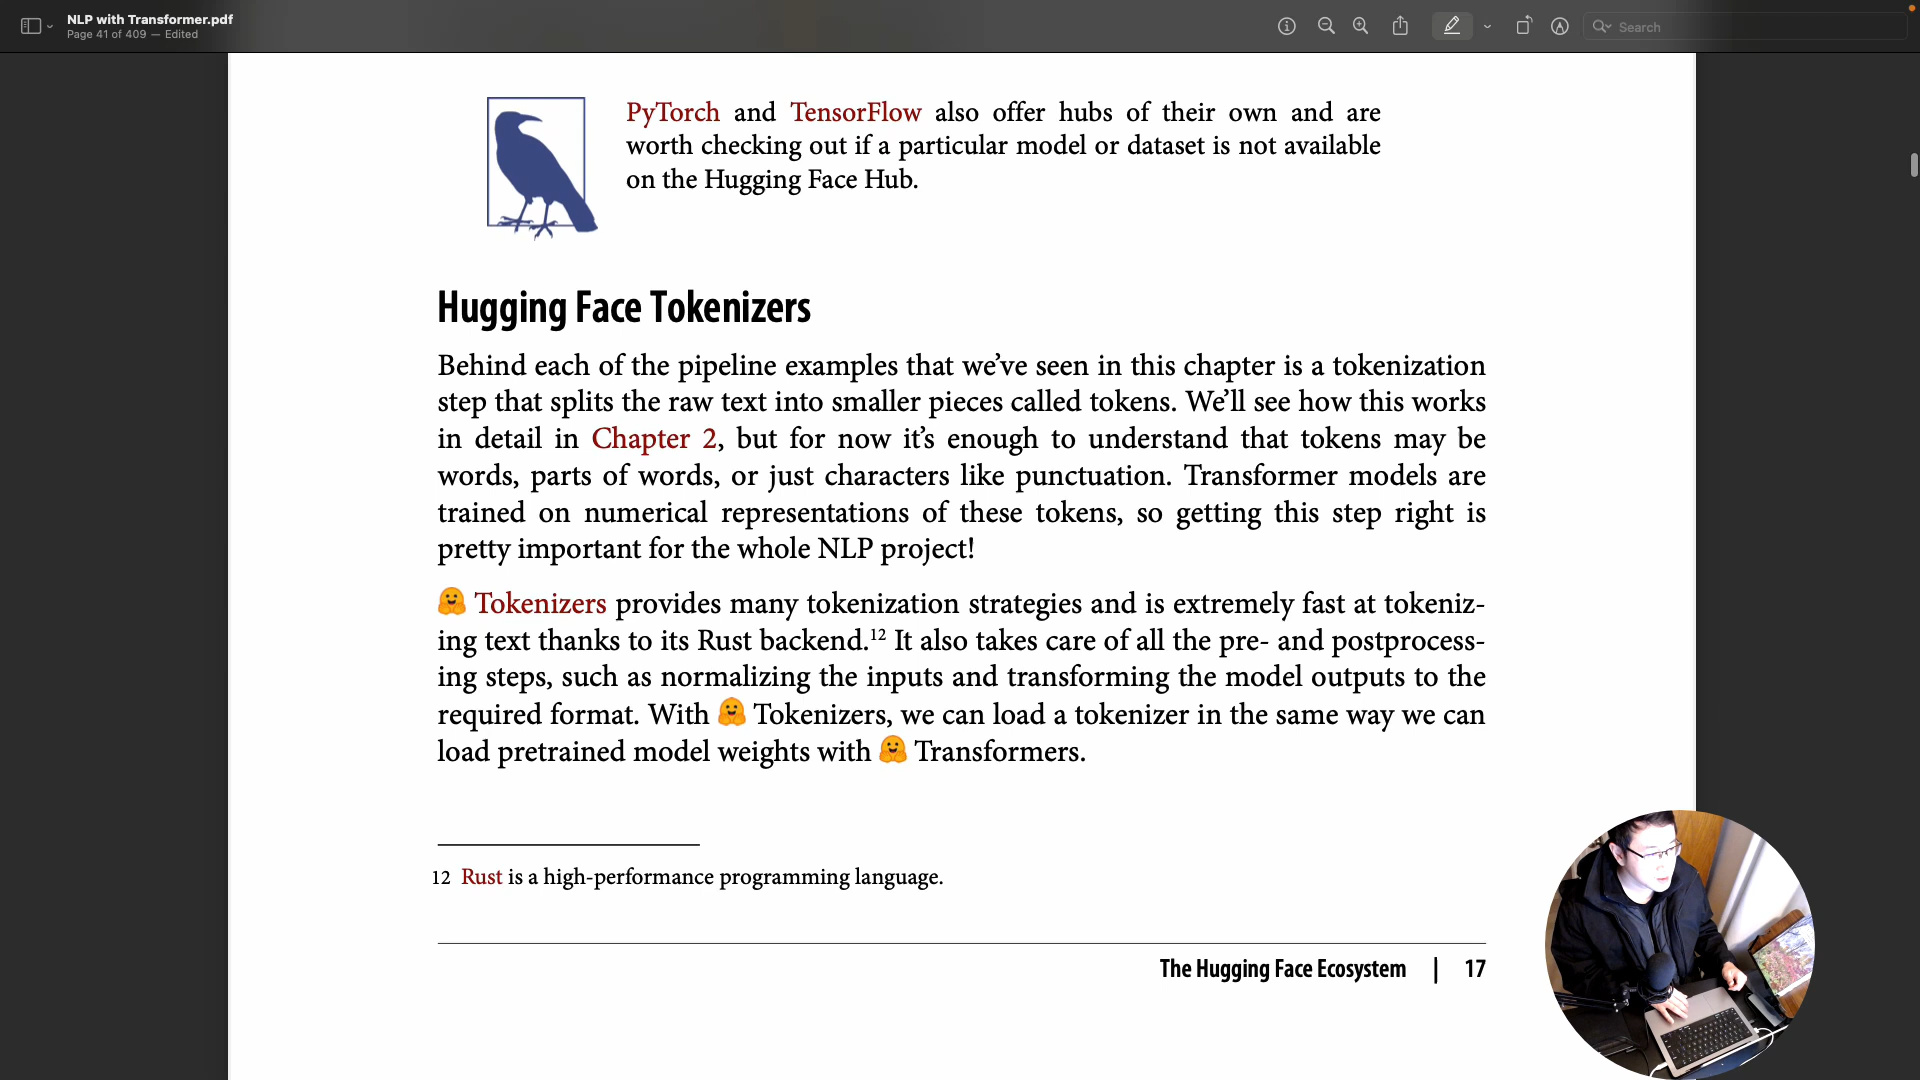 NLP with Transformer.pdf
Page 41 of 409 — Edited
Search
PyTorch and TensorFlow also offer hubs of their own and are
worth checking out if a particular model or dataset is not available
on the Hugging Face Hub.
Hugging Face Tokenizers
Behind each of the pipeline examples that we’ve seen in this chapter is a tokenization
step that splits the raw text into smaller pieces called tokens. We’ll see how this works
in detail in Chapter 2, but for now it’s enough to understand that tokens may be
words, parts of words, or just characters like punctuation. Transformer models are
trained on numerical representations of these tokens, so getting this step right is
pretty important for the whole NLP project!
🤗 Tokenizers provides many tokenization strategies and is extremely fast at tokeniz-
ing text thanks to its Rust backend.12 It also takes care of all the pre- and postprocess-
ing steps, such as normalizing the inputs and transforming the model outputs to the
required format. With 🤗 Tokenizers, we can load a tokenizer in the same way we can
load pretrained model weights with 🤗 Transformers.
12 Rust is a high-performance programming language.
The Hugging Face Ecosystem | 17